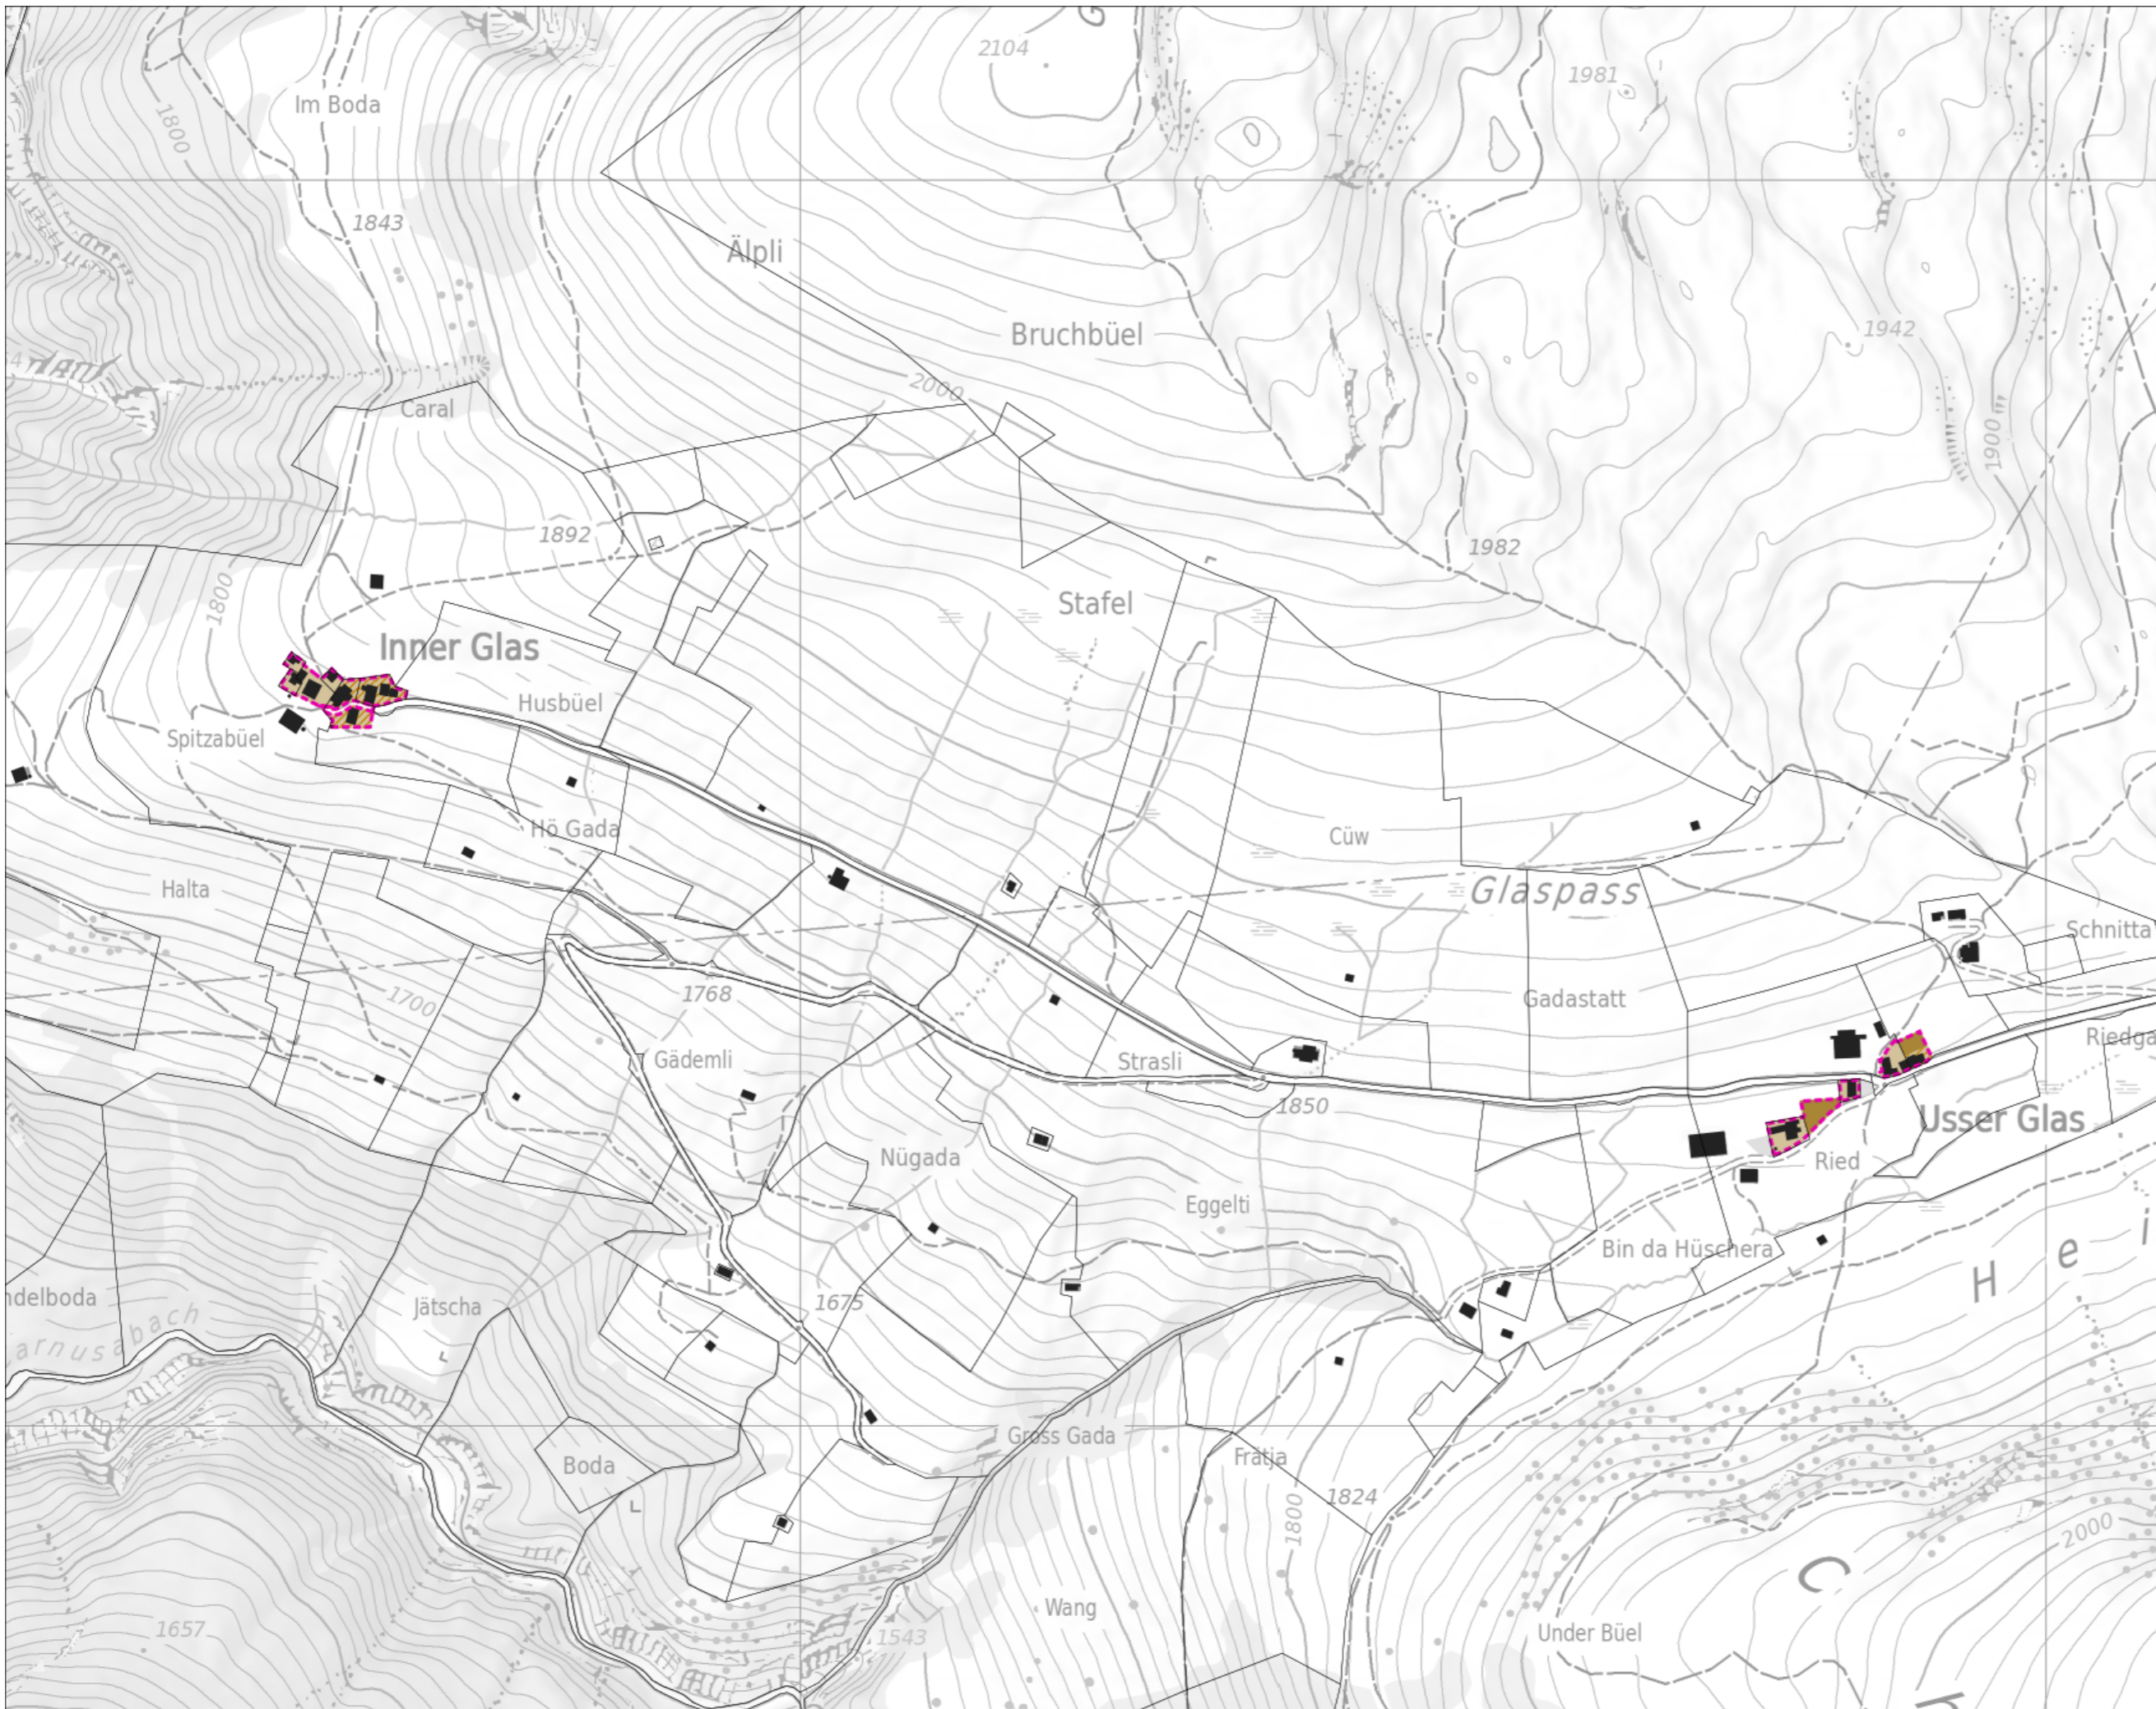 2104
1981
Im Boda
1800
1843
Älpli
Bruchbüel
1942
2000
Caral
1900
1892
1982
1800
Stafel
Inner Glas
Husbüel
Spitzabüel
Hö Gada
Cüw
Halta
Glaspass
Schnitta
1700
1768
Gadastatt
Gädemli
Strasli
Riedga
1850
Usser Glas
Nügada
Ried
Eggelti
Bin da Hüschera
H e
ndelboda
1675
Jätscha
arnusabach
Gross Gada
Boda
Fratja
1824
1800
2000
Wang
1657
1543
Under Büel